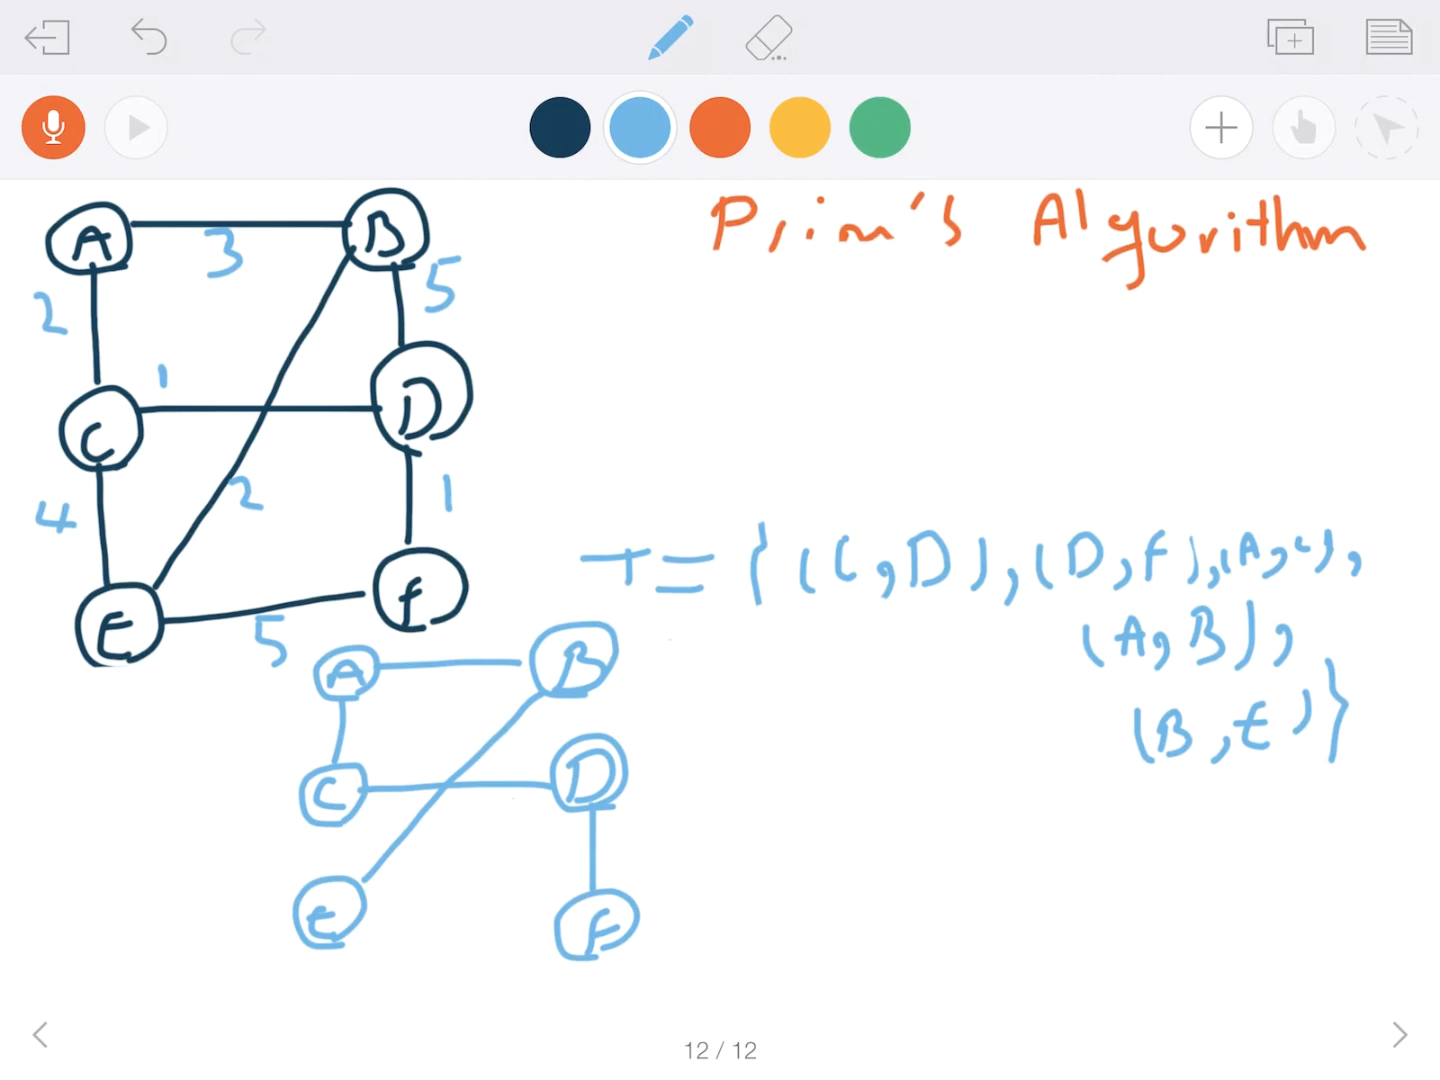 Prim's Algorithm
A
3
B
5
2
1
C
D
4
2
1
E
5
F
T = { (C,D), (D,F), (A,C),
(A,B),
(B,E) }
A
B
C
D
E
F
12 / 12